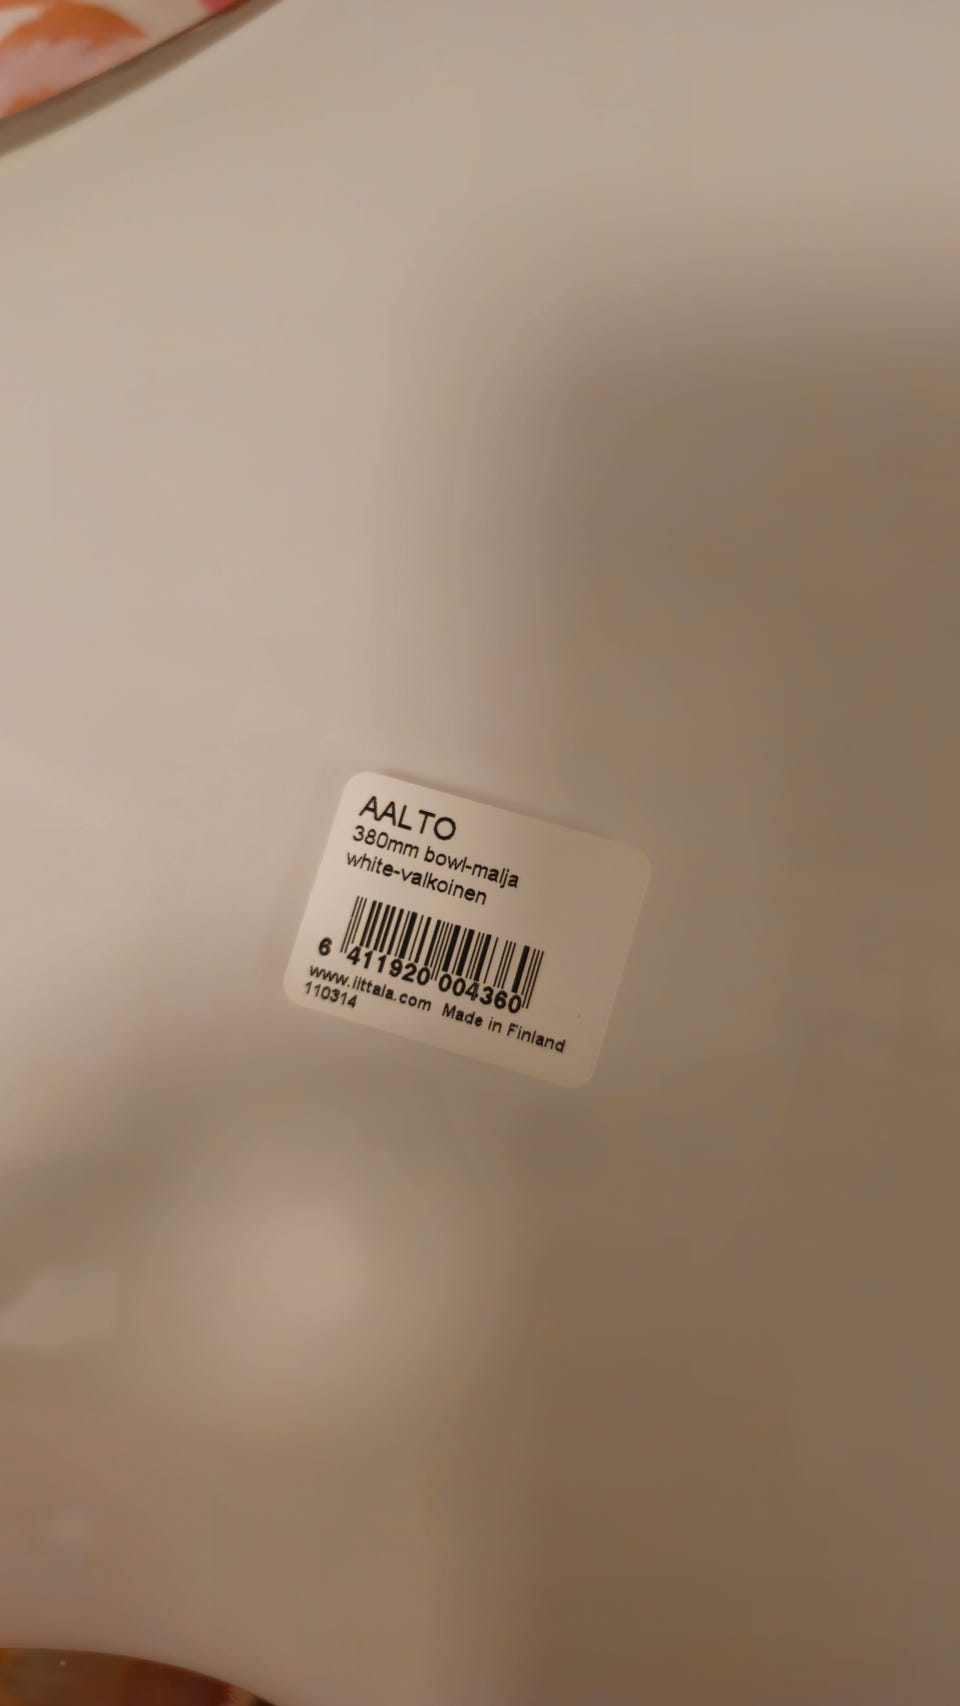 AALTO
380mm bowl-malja
white-valkoinen
6 411920 004360
www.iittala.com Made in Finland
110314